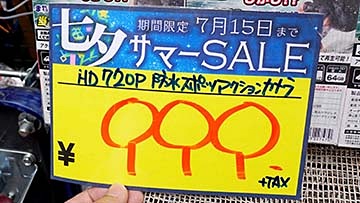 七夕
期間限定 7月15日まで
サマーSALE
HD 720P 防水スポーツアクションカメラ
¥ 999.
+TAX
64GB